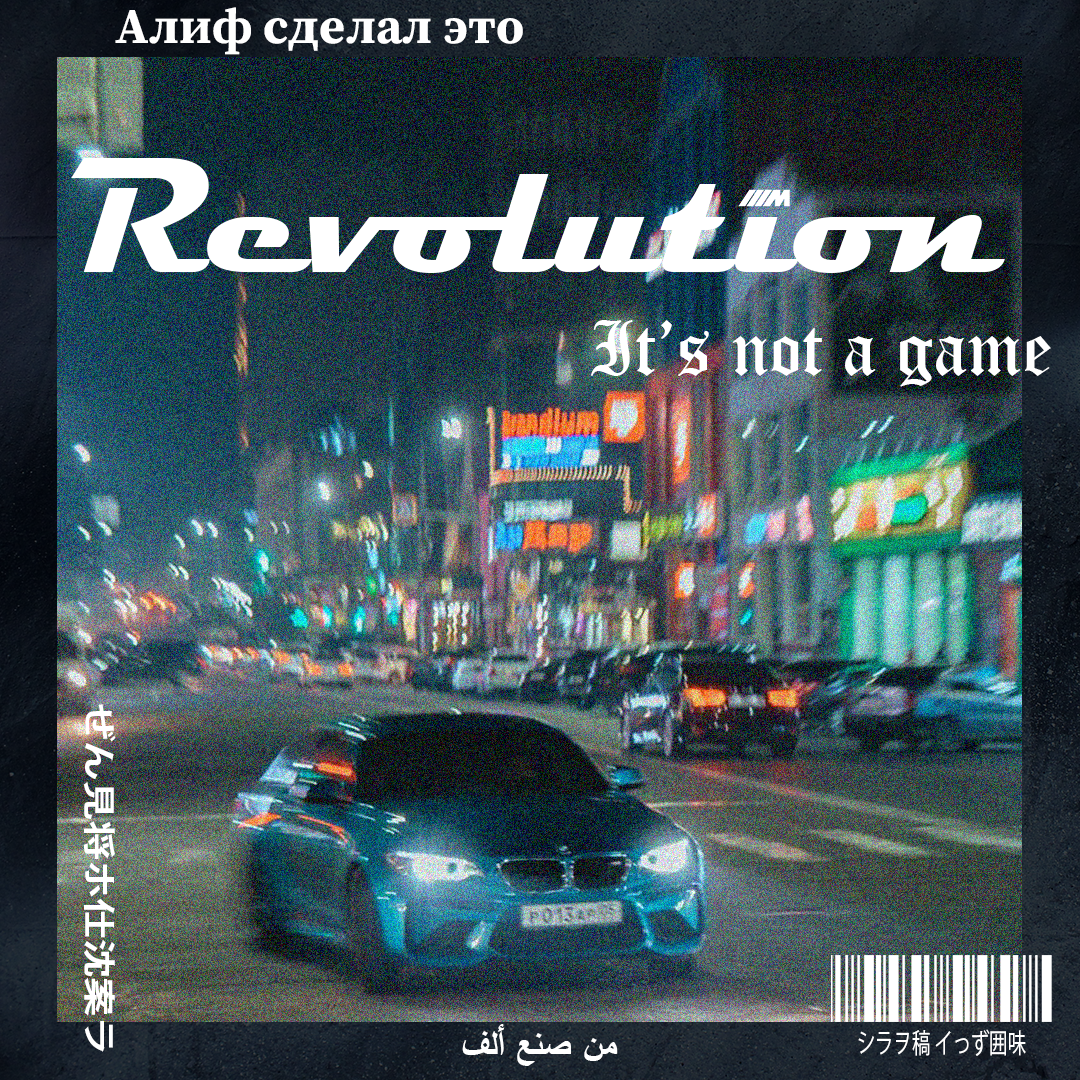 Алиф сделал это
Revolution
M
It's not a game
ぜん見将ホ仕沈素ラ
シラヲ稿イっず囲味
من صنع ألف